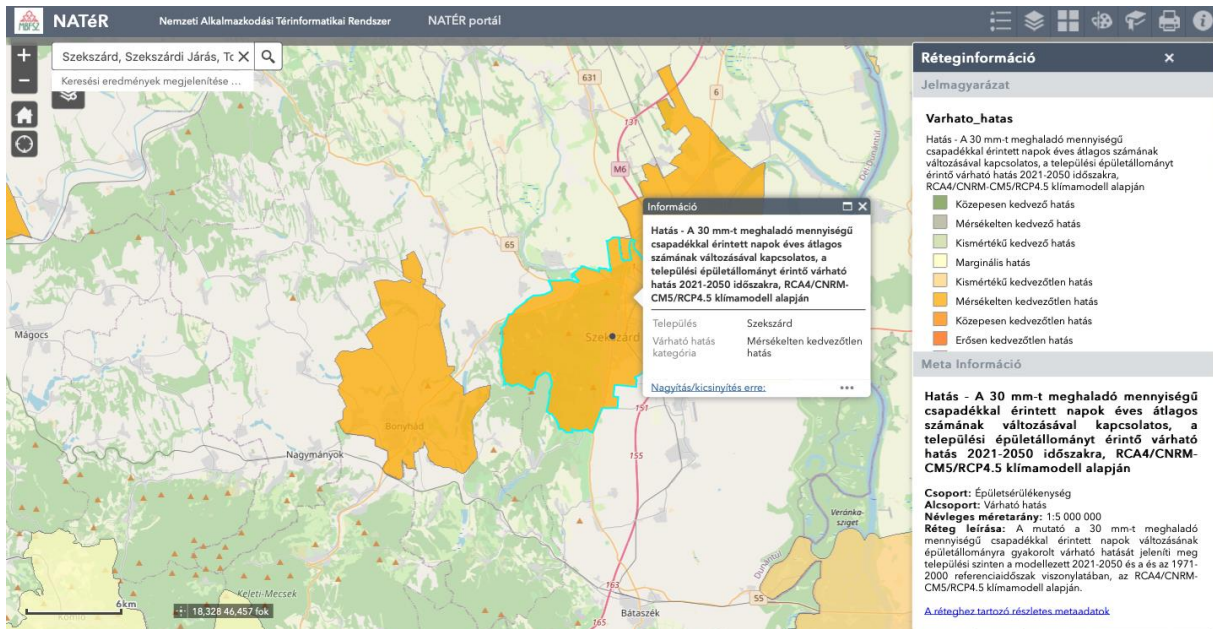 MBFSZ
NATéR
Nemzeti Alkalmazkodási Térinformatikai Rendszer
NATÉR portál
Szekszárd, Szekszárdi Járás, Tc
Keresési eredmények megjelenítése ...
631
6
131
M6
65
Dél-Dunántúl
Mágocs
Szekszárd
Bonyhád
Nagymányok
151
155
Veránka-
sziget
Dunántúl
Keleti-Mecsek
163
55
Komló
6km
18,328 46,457 fok
Bátaszék
165
Információ
Hatás - A 30 mm-t meghaladó mennyiségű
csapadékkal érintett napok éves átlagos
számának változásával kapcsolatos, a
települési épületállományt érintő várható
hatás 2021-2050 időszakra, RCA4/CNRM-
CM5/RCP4.5 klímamodell alapján
Település Szekszárd
Várható hatás Mérsékelten kedvezőtlen
kategória hatás
Nagyítás/kicsinyítés erre:
Réteginformáció
Jelmagyarázat
Varhato_hatas
Hatás - A 30 mm-t meghaladó mennyiségű
csapadékkal érintett napok éves átlagos számának
változásával kapcsolatos, a települési épületállományt
érintő várható hatás 2021-2050 időszakra,
RCA4/CNRM-CM5/RCP4.5 klímamodell alapján
Közepesen kedvező hatás
Mérsékelten kedvező hatás
Kismértékű kedvező hatás
Marginális hatás
Kismértékű kedvezőtlen hatás
Mérsékelten kedvezőtlen hatás
Közepesen kedvezőtlen hatás
Erősen kedvezőtlen hatás
Meta Információ
Hatás - A 30 mm-t meghaladó mennyiségű
csapadékkal érintett napok éves átlagos
számának változásával kapcsolatos, a
települési épületállományt érintő várható
hatás 2021-2050 időszakra, RCA4/CNRM-
CM5/RCP4.5 klímamodell alapján
Csoport: Épületsérülékenység
Alcsoport: Várható hatás
Névleges méretarány: 1:5 000 000
Réteg leírása: A mutató a 30 mm-t meghaladó
mennyiségű csapadékkal érintett napok változásának
épületállományra gyakorolt várható hatását jeleníti meg
települési szinten a modellezett 2021-2050 és a és az 1971-
2000 referenciaidőszak viszonylatában, az RCA4/CNRM-
CM5/RCP4.5 klímamodell alapján.
A réteghez tartozó részletes metaadatok